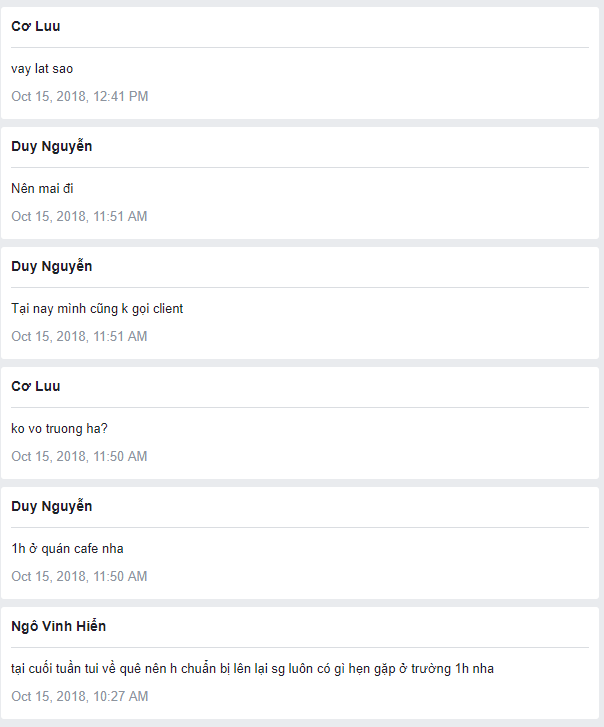 Cơ Luu
vay lat sao
Oct 15, 2018, 12:41 PM
Duy Nguyễn
Nên mai đi
Oct 15, 2018, 11:51 AM
Duy Nguyễn
Tại nay mình cũng k gọi client
Oct 15, 2018, 11:51 AM
Cơ Luu
ko vo truong ha?
Oct 15, 2018, 11:50 AM
Duy Nguyễn
1h ở quán cafe nha
Oct 15, 2018, 11:50 AM
Ngô Vinh Hiển
tại cuối tuần tui về quê nên h chuẩn bị lên lại sg luôn có gì hẹn gặp ở trường 1h nha
Oct 15, 2018, 10:27 AM